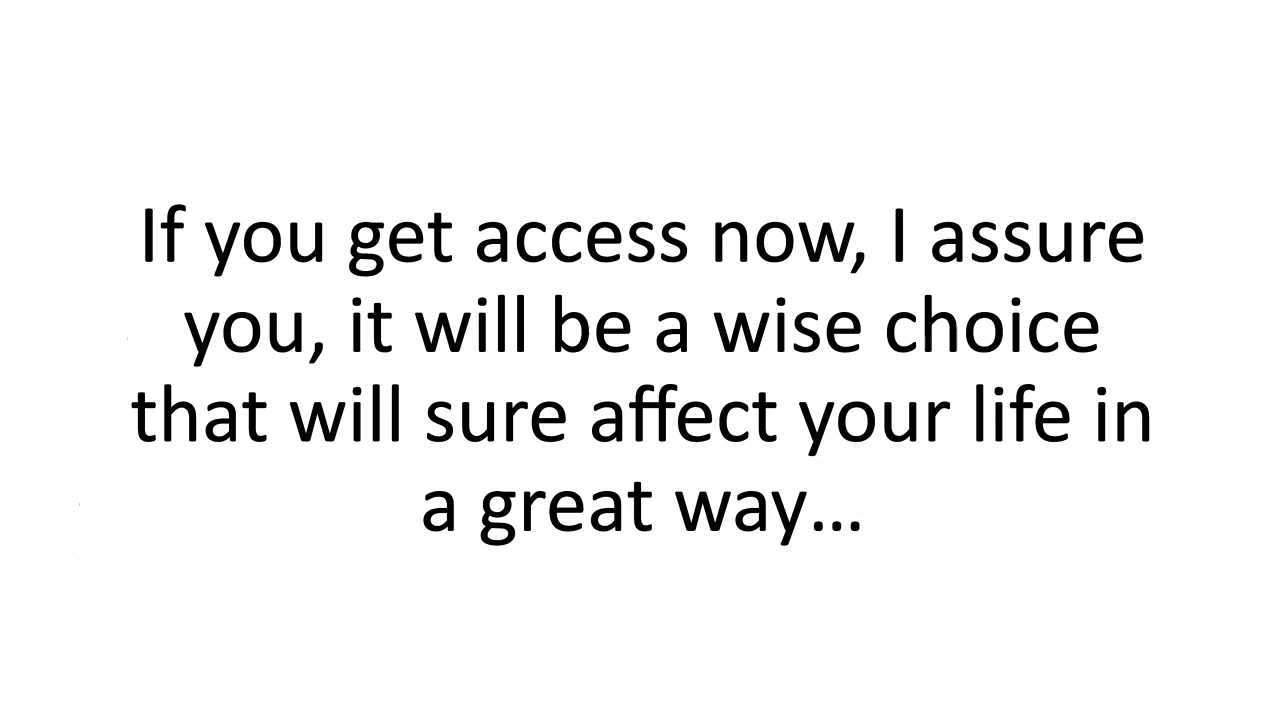 If you get access now, I assure
you, it will be a wise choice
that will sure affect your life in
a great way...